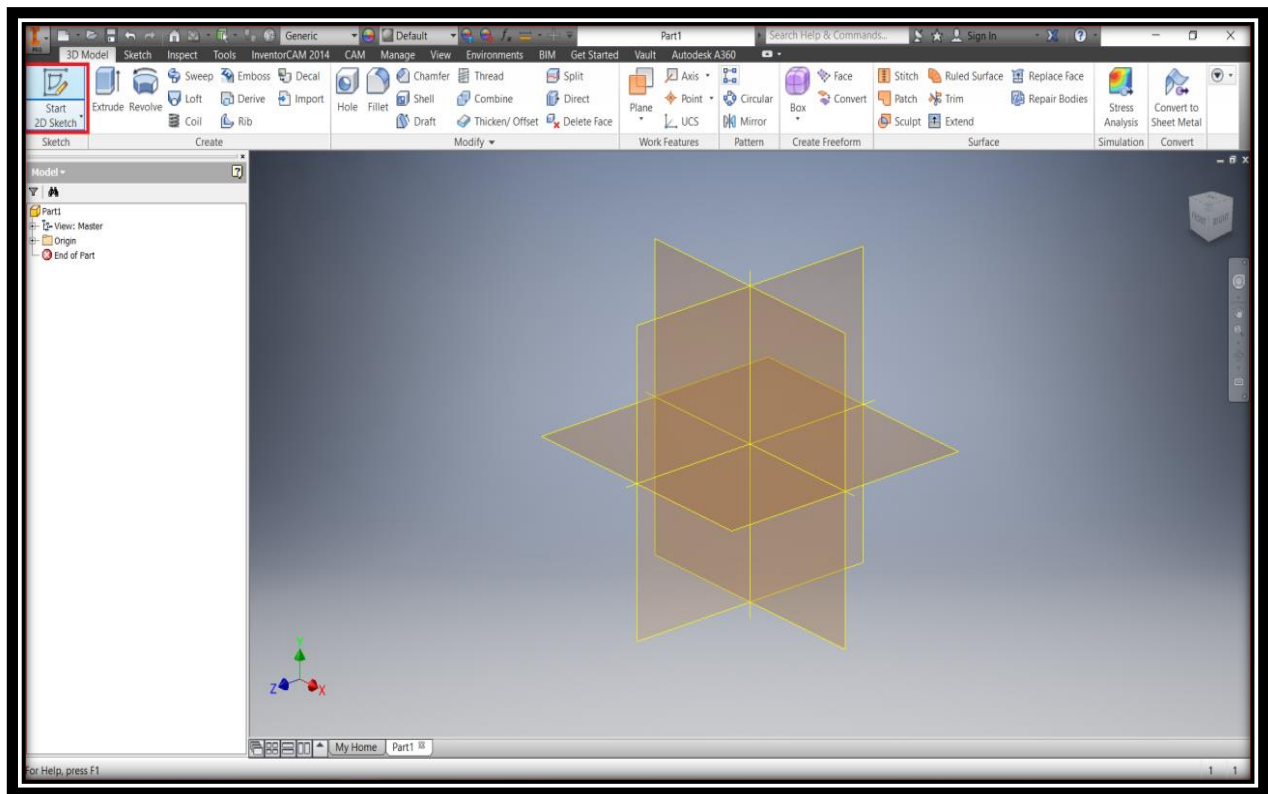 PRO
Generic
Default
Part1
Search Help & Commands...
Sign In
3D Model Sketch Inspect Tools InventorCAM 2014 CAM Manage View Environments BIM Get Started Vault Autodesk A360
Start
2D Sketch
Extrude Revolve
Sweep Emboss Decal
Loft Derive Import
Coil Rib
Hole Fillet
Chamfer Thread Split
Shell Combine Direct
Draft Thicken/ Offset Delete Face
Plane
Axis
Point
UCS
Circular
Mirror
Box
Face
Convert
Stitch Ruled Surface Replace Face
Patch Trim Repair Bodies
Sculpt Extend
Stress
Analysis
Convert to
Sheet Metal
Sketch Create Modify Work Features Pattern Create Freeform Surface Simulation Convert
Model
Part1
View: Master
Origin
End of Part
FRONT RIGHT
Y
Z X
My Home Part1
For Help, press F1
1 1